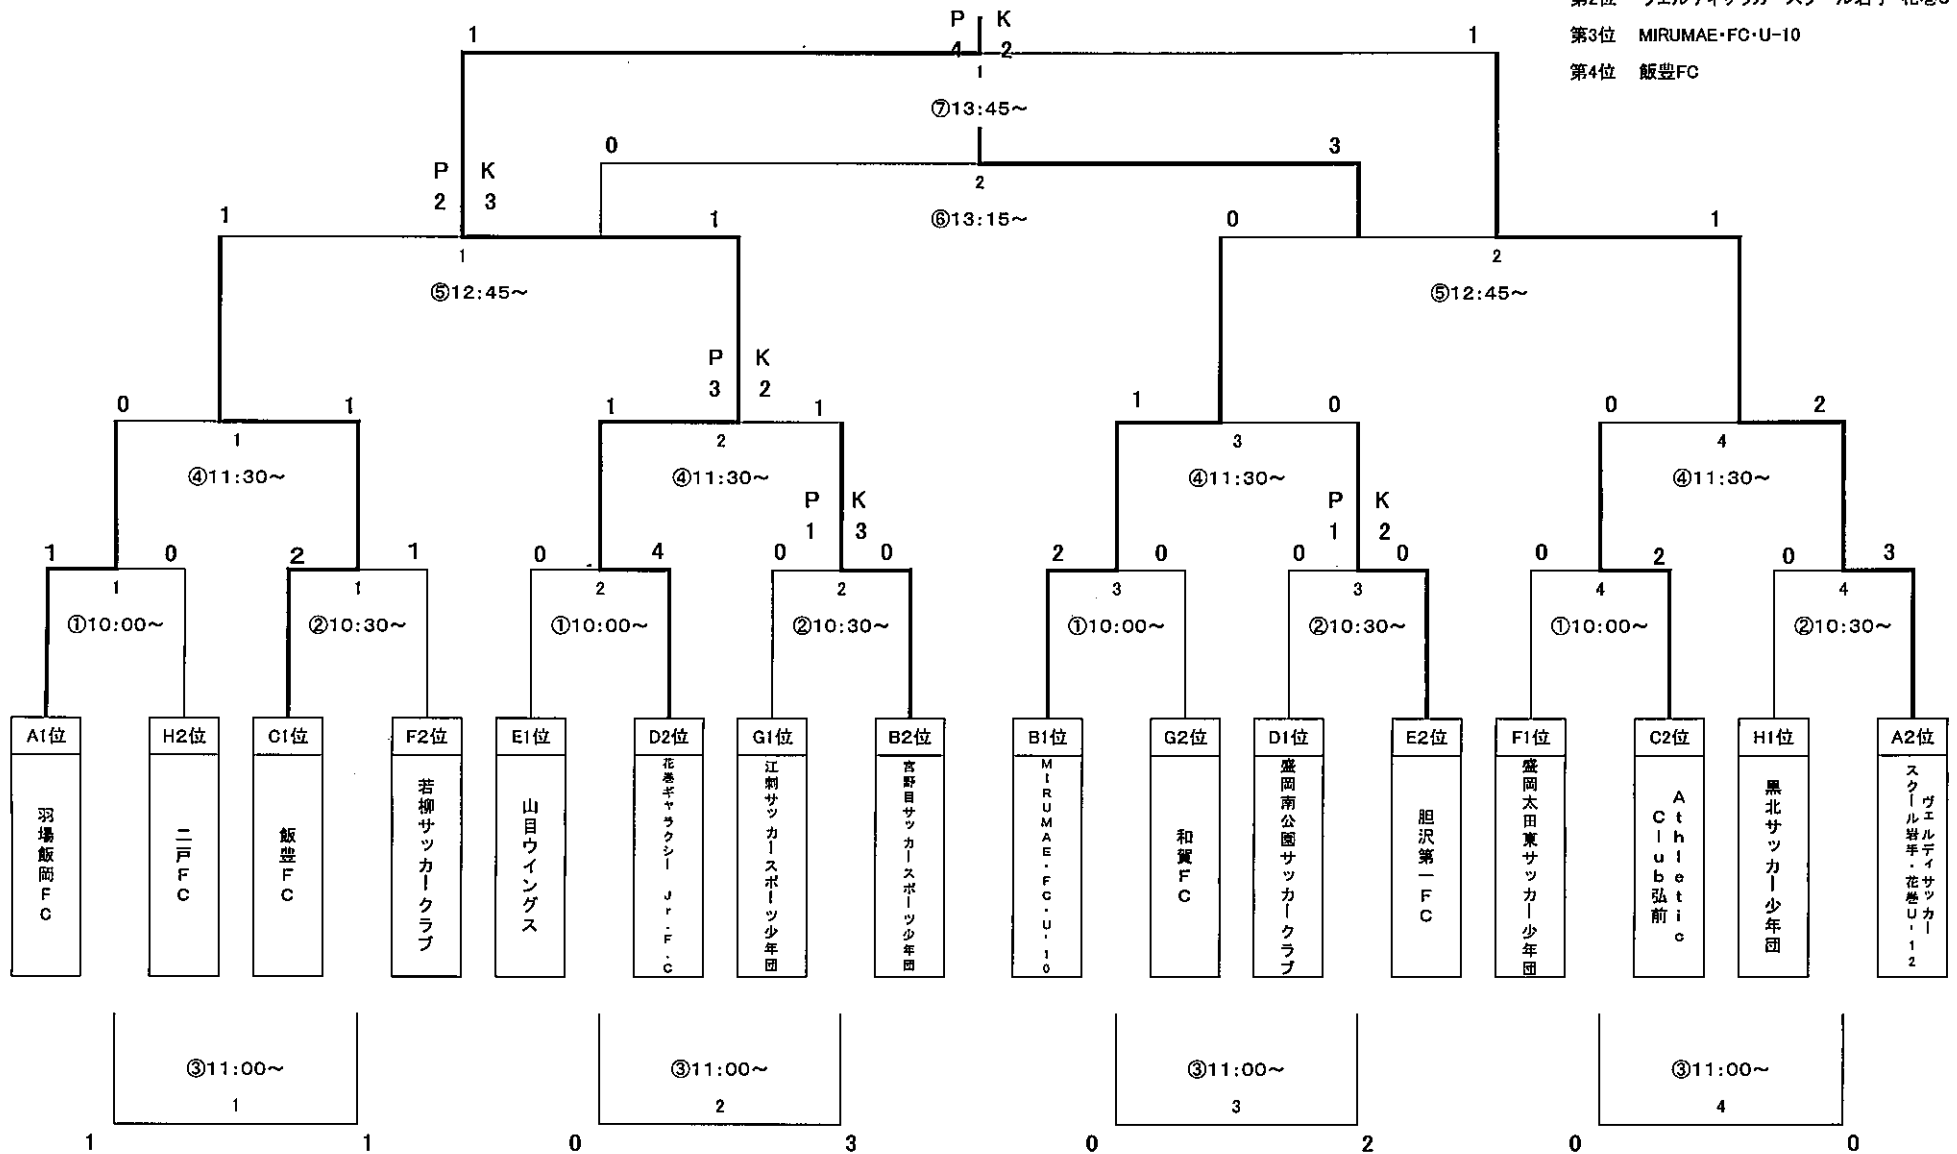 P K
第3位 MIRUMAE・FC・U-10
第4位 飯豊FC
1 4 2 1
1
⑦13:45～
0 3
P K
2 3
2
⑥13:15～
1 1 0 1
1 2
⑤12:45～ ⑤12:45～
P K
3 2
0 1 1 1 1 0 0 2
1 2 3 4
④11:30～ ④11:30～ ④11:30～ ④11:30～
P K P K
1 3 1 2
1 0 2 1 0 4 0 0 2 0 0 0 0 2 0 3
1 1 2 2 3 3 4 4
①10:00～ ②10:30～ ①10:00～ ②10:30～ ①10:00～ ②10:30～ ①10:00～ ②10:30～
A1位 H2位 C1位 F2位 E1位 D2位 G1位 B2位 B1位 G2位 D1位 E2位 F1位 C2位 H1位 A2位
羽場飯岡FC
二戸FC
飯豊FC
若柳サッカークラブ
山目ウイングス
花巻ギャラクシー Jr.F.C
江刺サッカースポーツ少年団
宮野目サッカースポーツ少年団
MIRUMAE・FC・U-10
和賀FC
盛岡南公園サッカークラブ
胆沢第一FC
盛岡太田東サッカー少年団
Athletic
Club弘前
黒北サッカー少年団
ヴェルディサッカー
スクール岩手・花巻U-12
③11:00～ ③11:00～ ③11:00～ ③11:00～
1 2 3 4
1 1 0 3 0 2 0 0